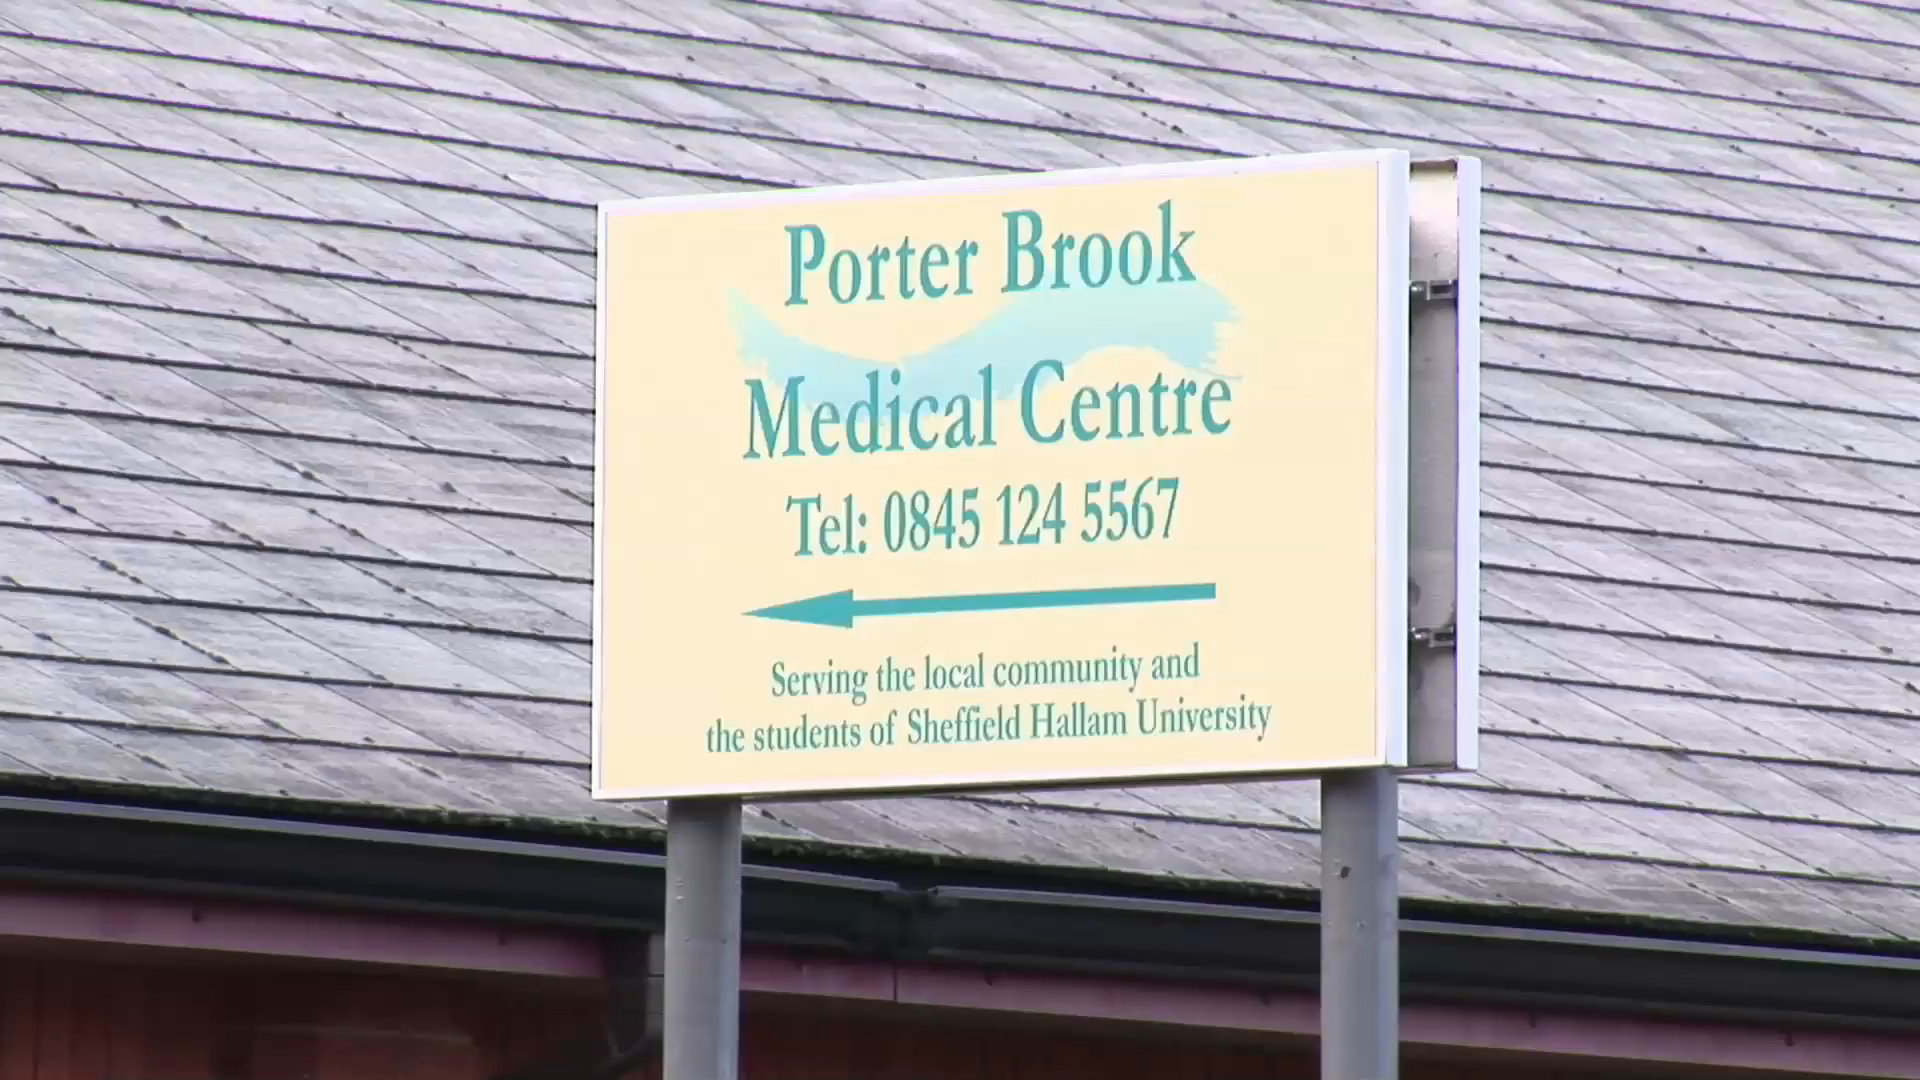 Porter Brook
Medical Centre
Tel: 0845 124 5567
Serving the local community and
the students of Sheffield Hallam University